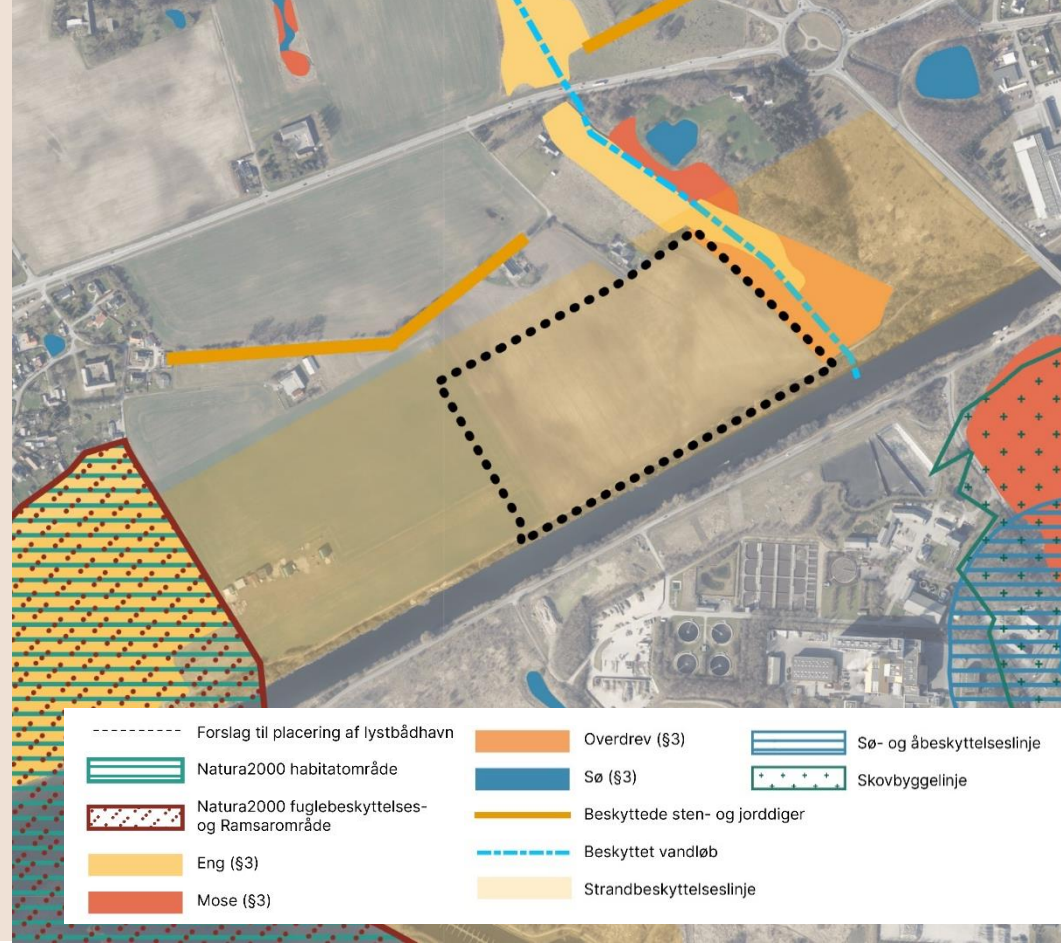 Forslag til placering af lystbådhavn
Natura2000 habitatområde
Natura2000 fuglebeskyttelses-
og Ramsarområde
Eng (§3)
Mose (§3)
Overdrev (§3)
Sø (§3)
Beskyttede sten- og jorddiger
Beskyttet vandløb
Strandbeskyttelseslinje
Sø- og åbeskyttelseslinje
Skovbyggelinje